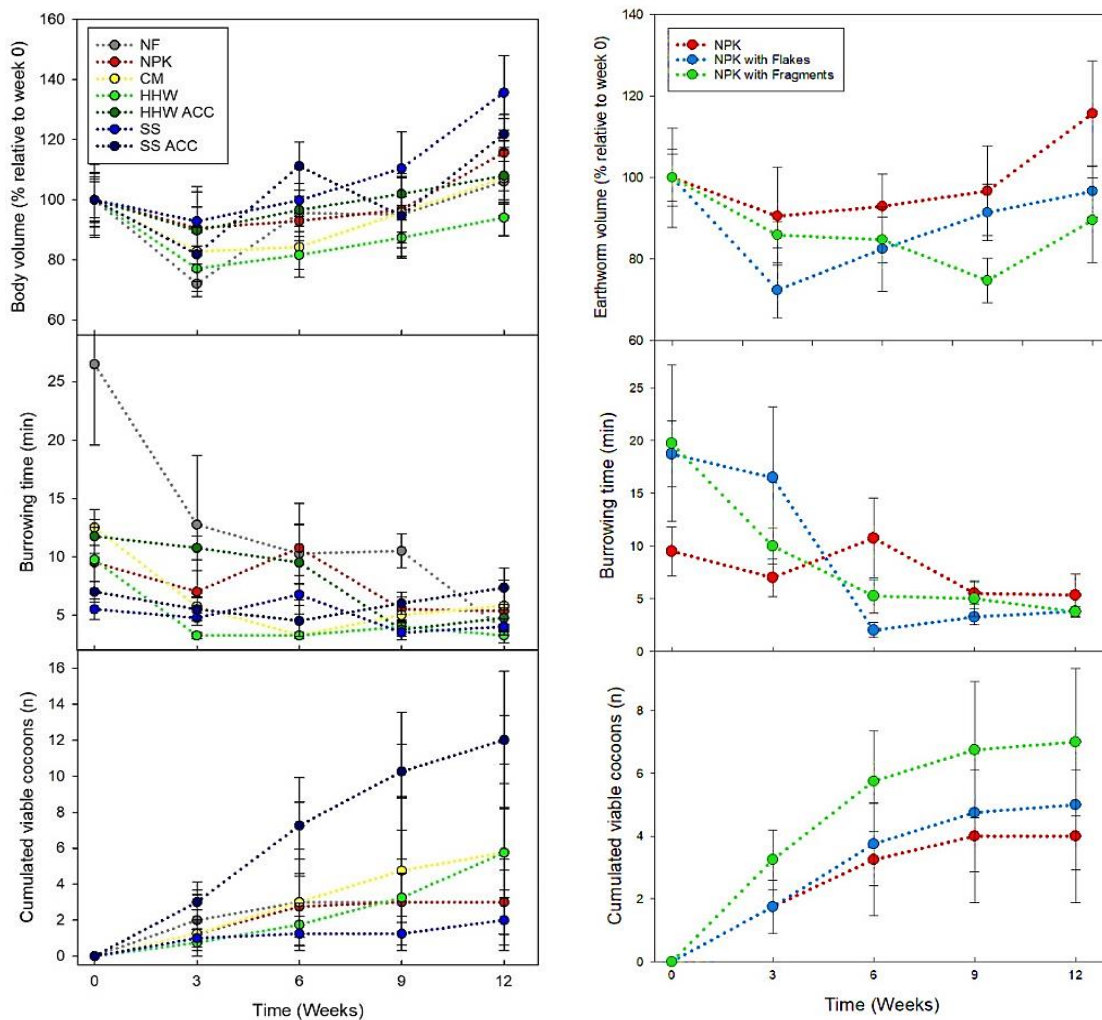 160
140
120
100
80
60
Body volume (% relative to week 0)
NF
NPK
CM
HHW
HHW ACC
SS
SS ACC
25
20
15
10
5
Burrowing time (min)
16
14
12
10
8
6
4
2
0
Cumulated viable cocoons (n)
0 3 6 9 12
Time (Weeks)
140
120
100
80
60
Earthworm volume (% relative to week 0)
NPK
NPK with Flakes
NPK with Fragments
25
20
15
10
5
0
Burrowing time (min)
8
6
4
2
0
Cumulated viable cocoons (n)
0 3 6 9 12
Time (Weeks)